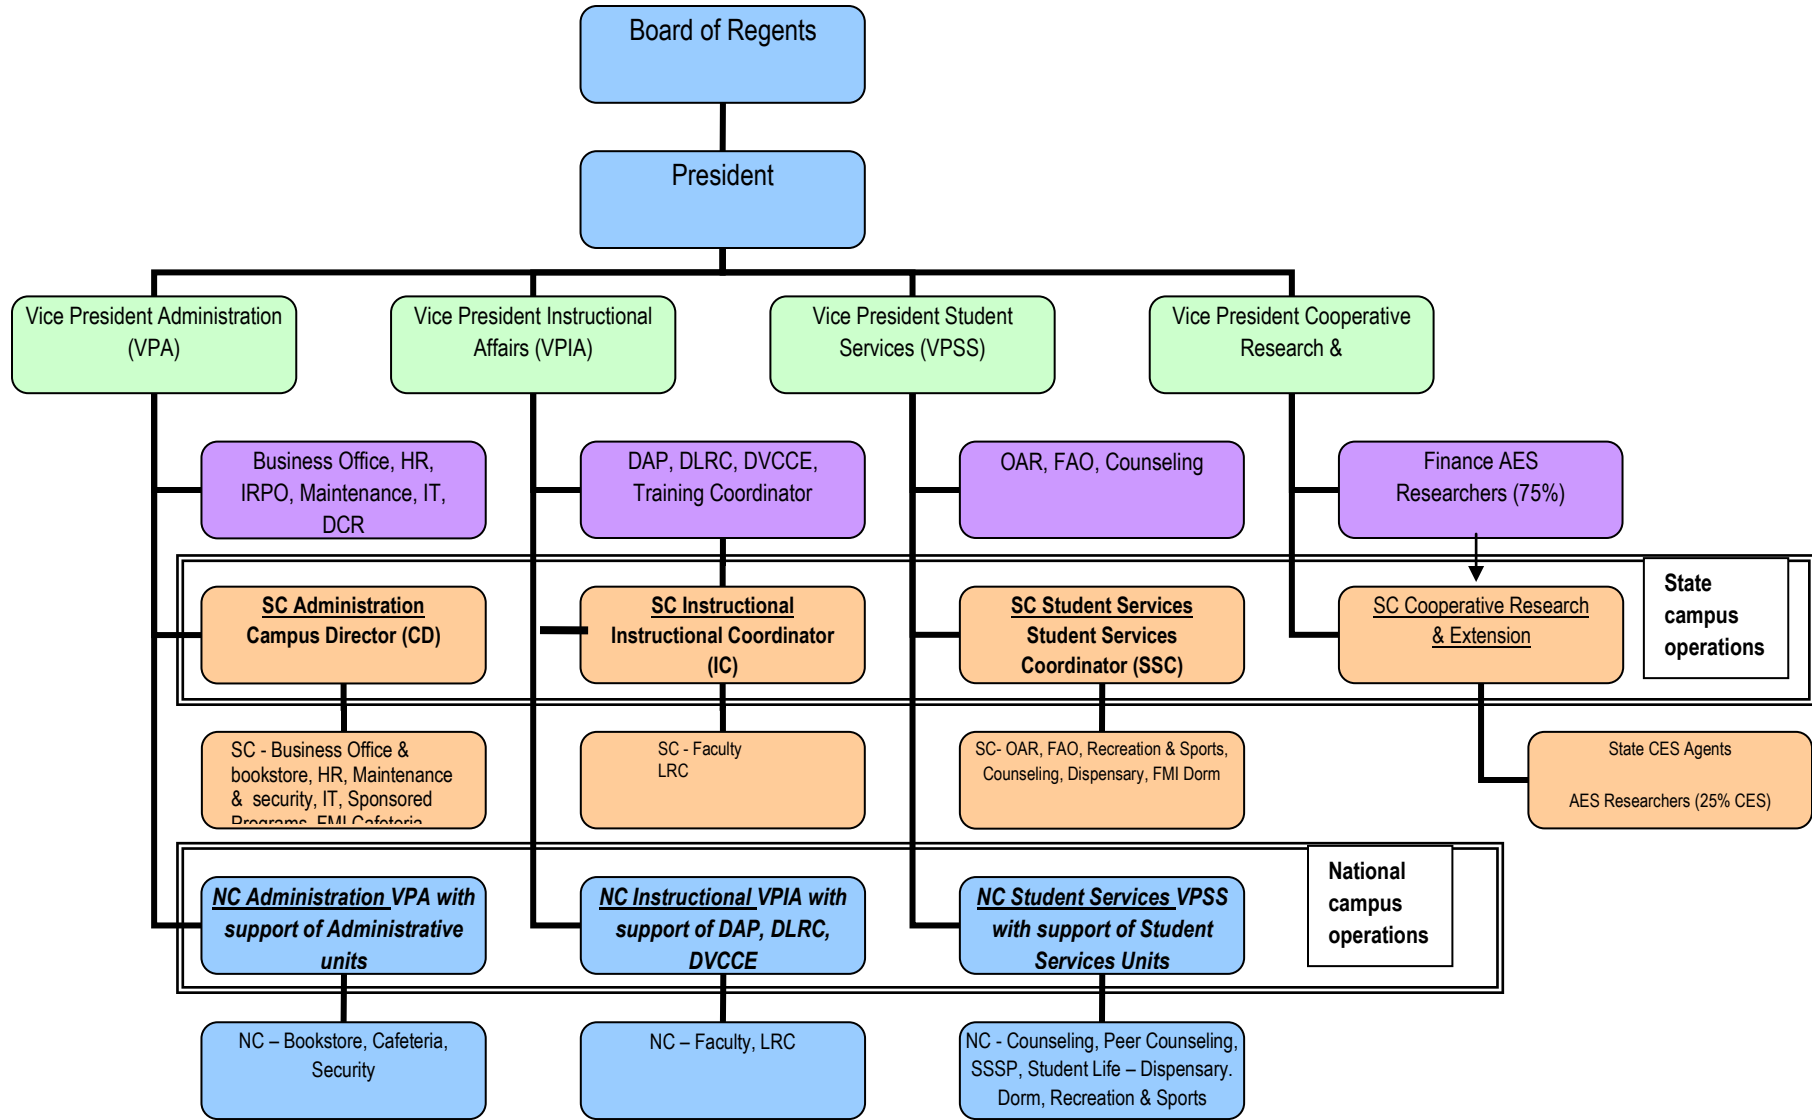 Board of Regents
President
Vice President Administration
(VPA)
Vice President Instructional
Affairs (VPIA)
Vice President Student
Services (VPSS)
Vice President Cooperative
Research &
Business Office, HR,
IRPO, Maintenance, IT,
DCR
DAP, DLRC, DVCCE,
Training Coordinator
OAR, FAO, Counseling
Finance AES
Researchers (75%)
SC Administration
Campus Director (CD)
SC Instructional
Instructional Coordinator
(IC)
SC Student Services
Student Services
Coordinator (SSC)
SC Cooperative Research
& Extension
State
campus
operations
SC - Business Office &
bookstore, HR, Maintenance
& security, IT, Sponsored
Programs, FMI Cafeteria
SC - Faculty
LRC
SC- OAR, FAO, Recreation & Sports,
Counseling, Dispensary, FMI Dorm
State CES Agents
AES Researchers (25% CES)
NC Administration VPA with
support of Administrative
units
NC Instructional VPIA with
support of DAP, DLRC,
DVCCE
NC Student Services VPSS
with support of Student
Services Units
National
campus
operations
NC – Bookstore, Cafeteria,
Security
NC – Faculty, LRC
NC - Counseling, Peer Counseling,
SSSP, Student Life – Dispensary.
Dorm, Recreation & Sports